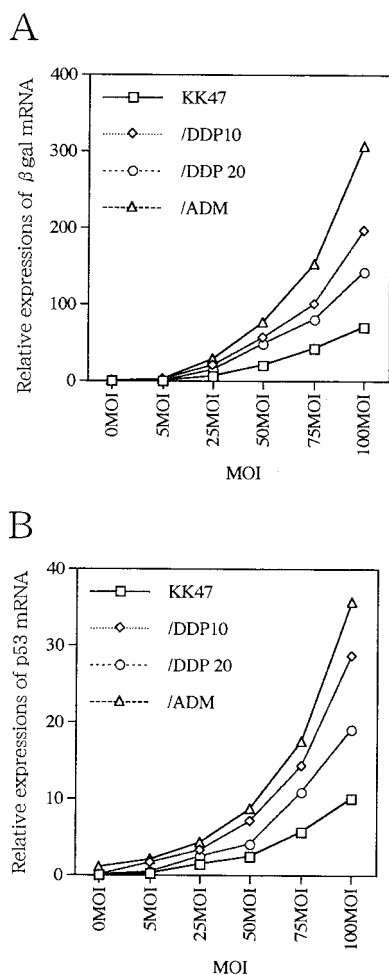 A
Relative expressions of β gal mRNA
400
300
200
100
0
KK47
/DDP10
/DDP 20
/ADM
0MOI
5MOI
25MOI
50MOI
75MOI
100MOI
MOI
B
Relative expressions of p53 mRNA
40
30
20
10
0
KK47
/DDP10
/DDP 20
/ADM
0MOI
5MOI
25MOI
50MOI
75MOI
100MOI
MOI